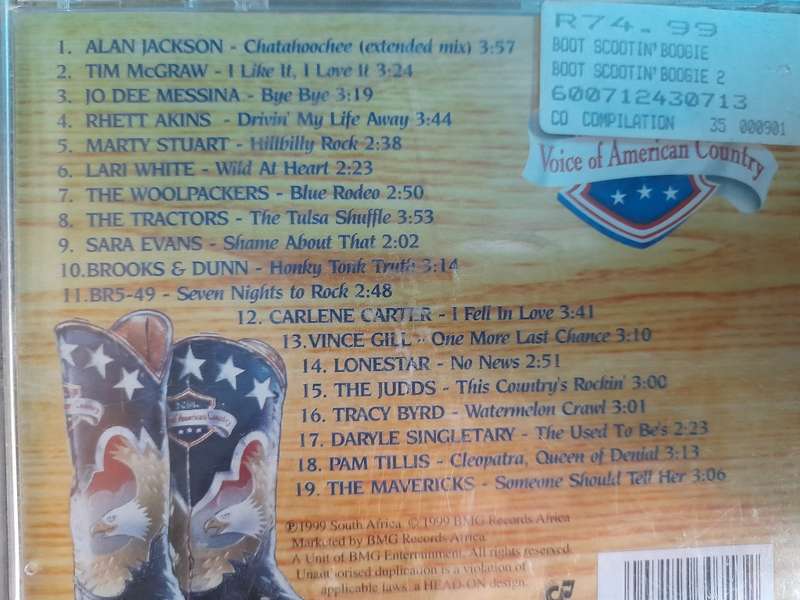 R74.99
BOOT SCOOTIN' BOOGIE
BOOT SCOOTIN' BOOGIE 2
600712430713
CD COMPILATION 35 000901
Voice of American Country
1. ALAN JACKSON - Chatahoochee (extended mix) 3:57
2. TIM McGRAW - I Like It, I Love It 3:24
3. JO DEE MESSINA - Bye Bye 3:19
4. RHETT AKINS - Drivin' My Life Away 3:44
5. MARTY STUART - Hillbilly Rock 2:38
6. LARI WHITE - Wild At Heart 2:23
7. THE WOOLPACKERS - Blue Rodeo 2:50
8. THE TRACTORS - The Tulsa Shuffle 3:53
9. SARA EVANS - Shame About That 2:02
10. BROOKS & DUNN - Honky Tonk Truth 3:14
11. BR5-49 - Seven Nights to Rock 2:48
12. CARLENE CARTER - I Fell In Love 3:41
13. VINCE GILL - One More Last Chance 3:10
14. LONESTAR - No News 2:51
15. THE JUDDS - This Country's Rockin' 3:00
16. TRACY BYRD - Watermelon Crawl 3:01
17. DARYLE SINGLETARY - The Used To Be's 2:23
18. PAM TILLIS - Cleopatra, Queen of Denial 3:13
19. THE MAVERICKS - Someone Should Tell Her 3:06
American Country
℗1999 South Africa. © 1999 BMG Records Africa
Marketed by BMG Records Africa
A Unit of BMG Entertainment. All rights reserved.
Unauthorised duplication is a violation of
applicable laws. a HEAD-ON design.